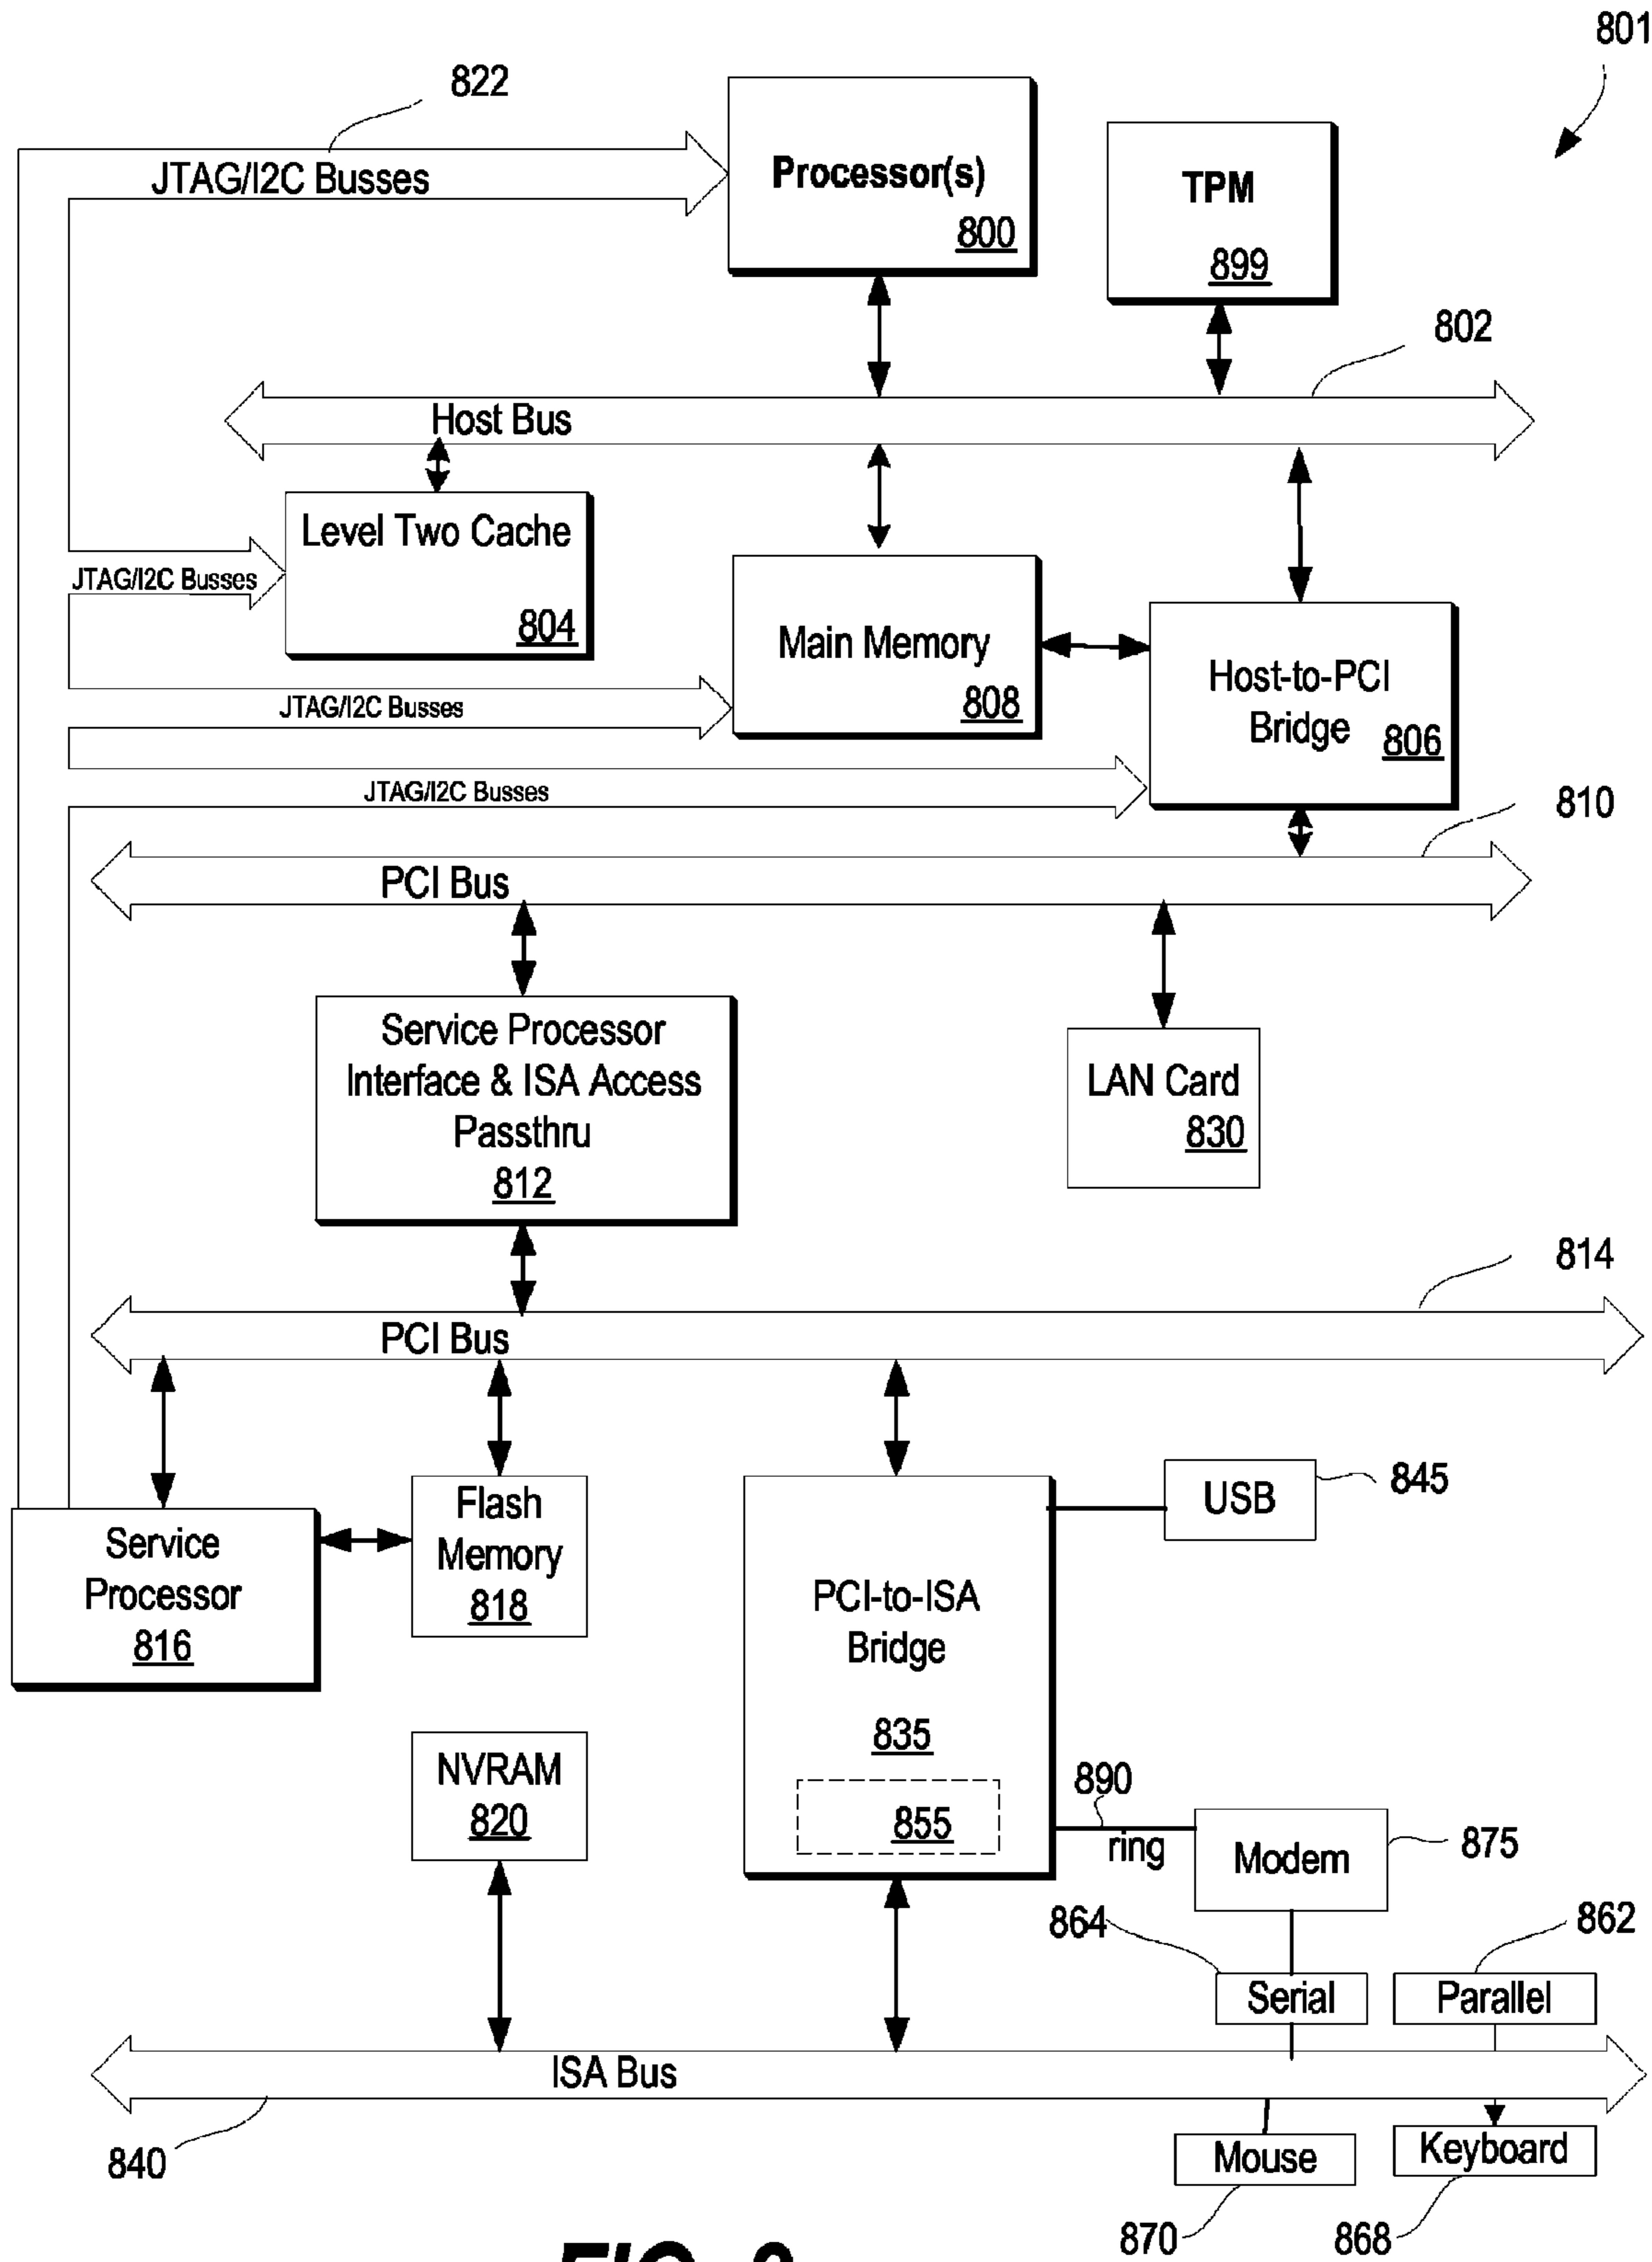 801
822
JTAG/I2C Busses
Processor(s)
800
TPM
899
802
Host Bus
Level Two Cache
804
JTAG/I2C Busses
Main Memory
808
Host-to-PCI
Bridge
806
JTAG/I2C Busses
JTAG/I2C Busses
810
PCI Bus
Service Processor
Interface & ISA Access
Passthru
812
LAN Card
830
814
PCI Bus
Service
Processor
816
Flash
Memory
818
USB
845
PCI-to-ISA
Bridge
835
855
NVRAM
820
890
ring
Modem
875
864
862
Serial
Parallel
ISA Bus
840
Mouse
Keyboard
870
868